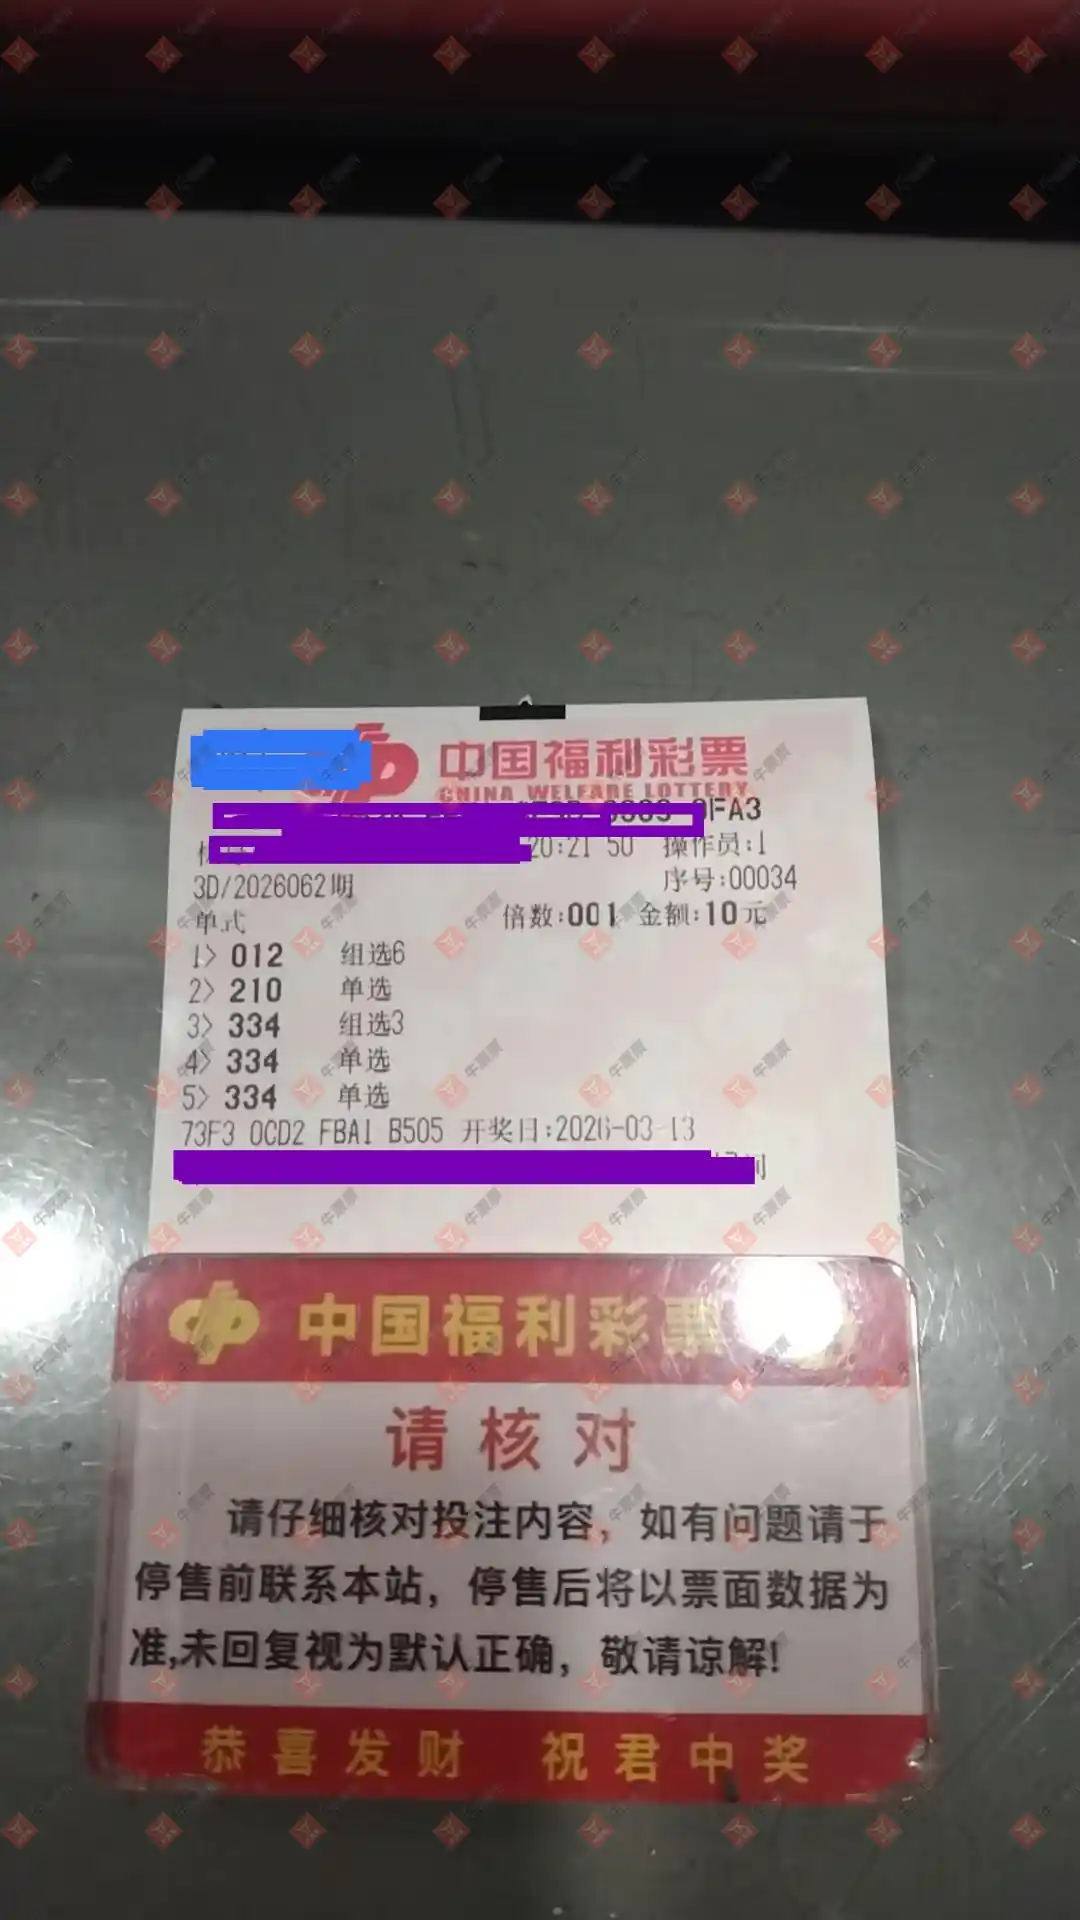 中国福利彩票
CHINA WELFARE LOTTERY
0FA3
20:21 50 操作员:1
3D/2026062期 序号:00034
单式 倍数:001 金额:10元
1> 012 组选6
2> 210 单选
3> 334 组选3
4> 334 单选
5> 334 单选
73F3 0CD2 FBA1 B505 开奖日:2026-03-13
中国福利彩票
请核对
请仔细核对投注内容，如有问题请于
停售前联系本站，停售后将以票面数据为
准,未回复视为默认正确，敬请谅解!
恭喜发财 祝君中奖
牛票票